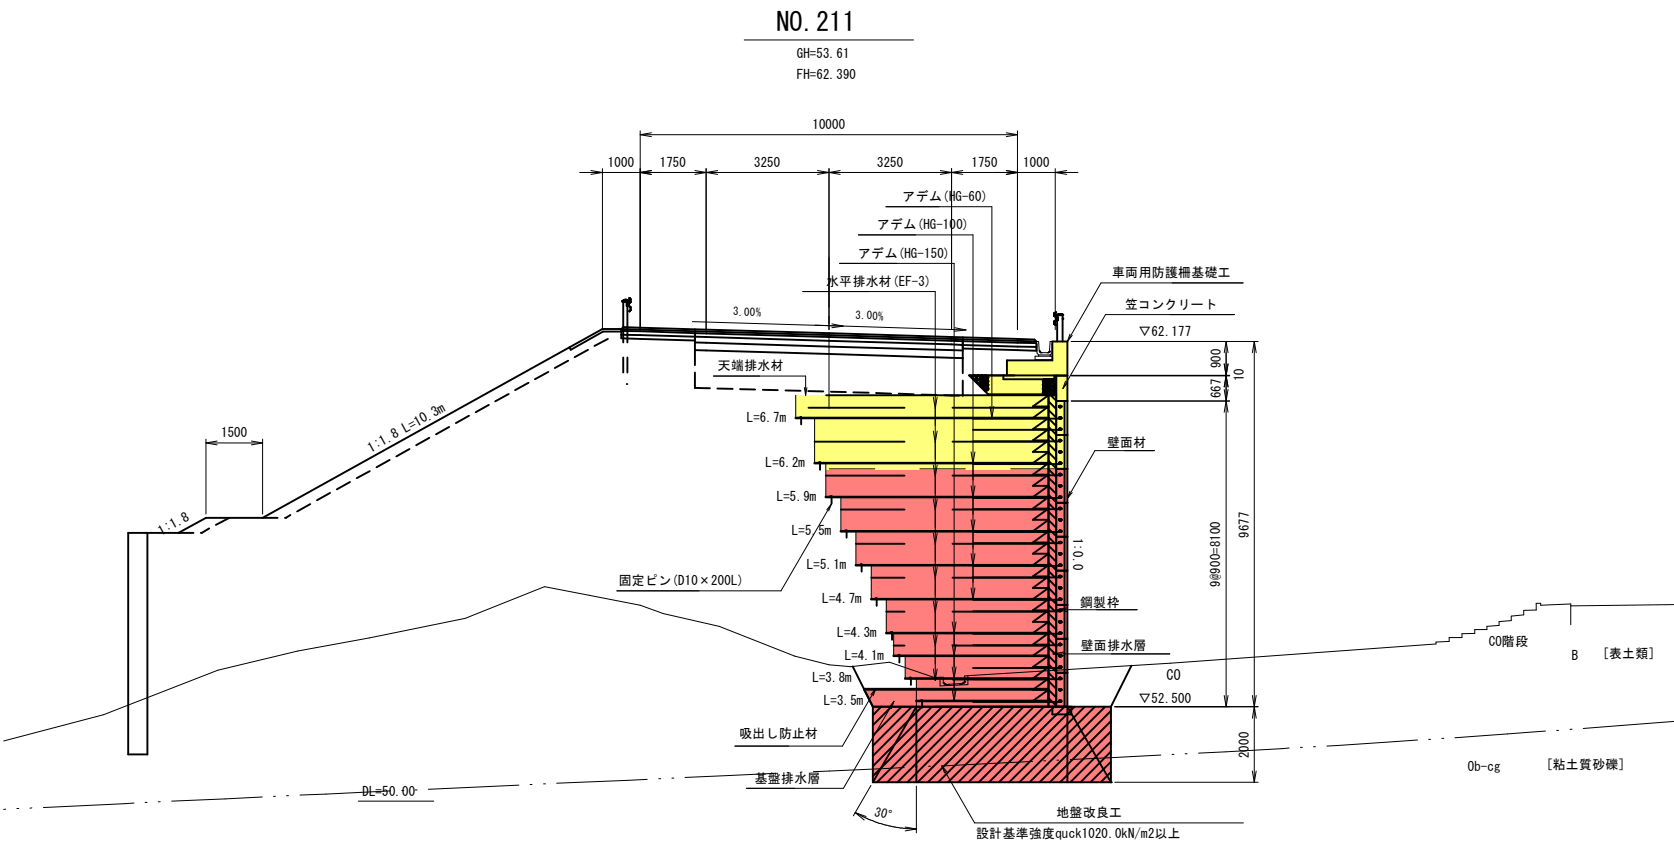 NO.211
GH=53.61
FH=62.390
10000
1000
1750
3250
3250
1750
1000
アデム(HG-60)
アデム(HG-100)
アデム(HG-150)
水平排水材(EF-3)
車両用防護柵基礎工
笠コンクリート
▽62.177
3.00%
3.00%
天端排水材
900
10
667
L=6.7m
1:1.8 L=10.3m
1500
壁面材
L=6.2m
L=5.9m
1:1.8
L=5.5m
9@900=8100
9677
1:0.0
L=5.1m
固定ピン(D10×200L)
L=4.7m
鋼製枠
L=4.3m
壁面排水層
CO階段
B
[表土類]
L=4.1m
L=3.8m
CO
L=3.5m
▽52.500
吸出し防止材
2000
Ob-cg
[粘土質砂礫]
基盤排水層
DL=50.00
30°
地盤改良工
設計基準強度quck1020.0kN/m2以上